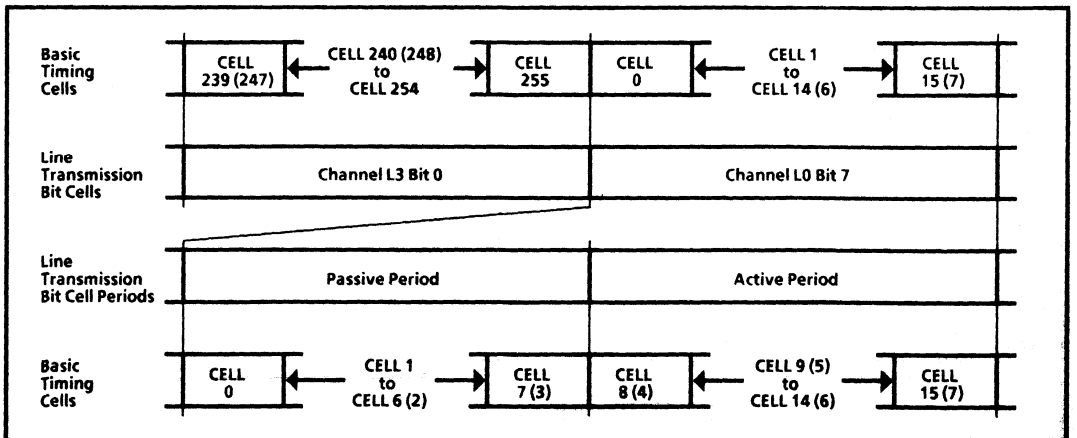 Basic
Timing
Cells
CELL
239 (247)
CELL 240 (248)
to
CELL 254
CELL
255
CELL
0
CELL 1
to
CELL 14 (6)
CELL
15 (7)
Line
Transmission
Bit Cells
Channel L3 Bit 0
Channel L0 Bit 7
Line
Transmission
Bit Cell Periods
Passive Period
Active Period
Basic
Timing
Cells
CELL
0
CELL 1
to
CELL 6 (2)
CELL
7 (3)
CELL
8 (4)
CELL 9 (5)
to
CELL 14 (6)
CELL
15 (7)